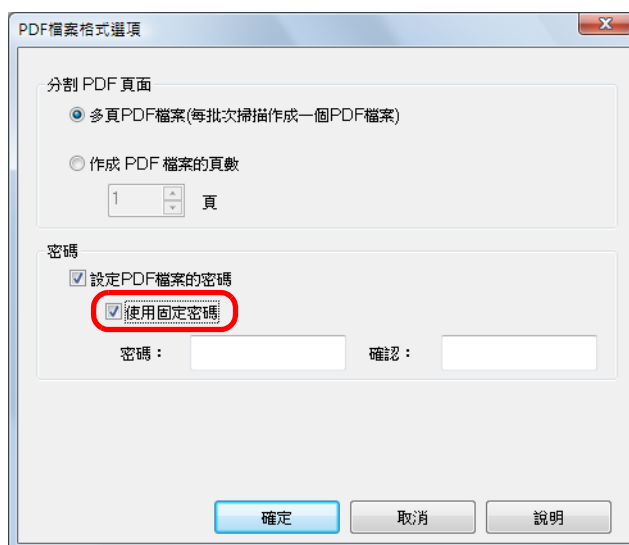 PDF檔案格式選項
分割 PDF 頁面
多頁PDF檔案(每批次掃描作成一個PDF檔案)
作成 PDF 檔案的頁數
1 頁
密碼
設定PDF檔案的密碼
使用固定密碼
密碼： 確認：
確定 取消 說明